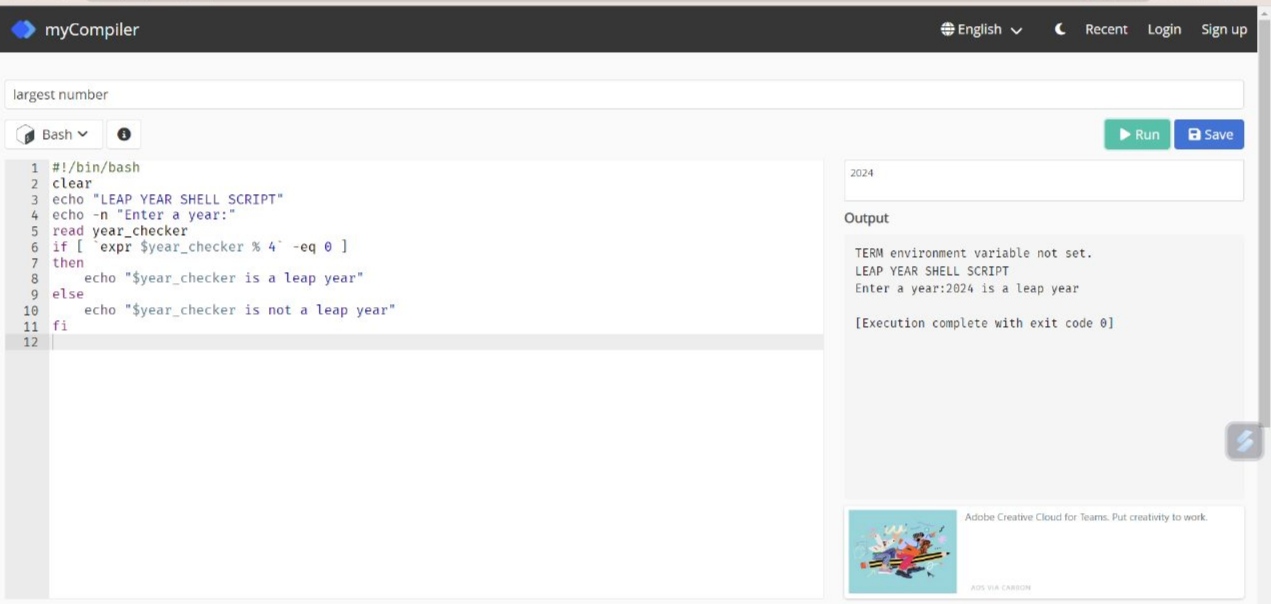 myCompiler
English
Recent Login Sign up
largest number
Bash
Run Save
1 #!/bin/bash
2 clear
3 echo "LEAP YEAR SHELL SCRIPT"
4 echo -n "Enter a year:"
5 read year_checker
6 if [ `expr $year_checker % 4` -eq 0 ]
7 then
8     echo "$year_checker is a leap year"
9 else
10     echo "$year_checker is not a leap year"
11 fi
12
2024
Output
TERM environment variable not set.
LEAP YEAR SHELL SCRIPT
Enter a year:2024 is a leap year
[Execution complete with exit code 0]
Adobe Creative Cloud for Teams. Put creativity to work.
ADS VIA CARBON